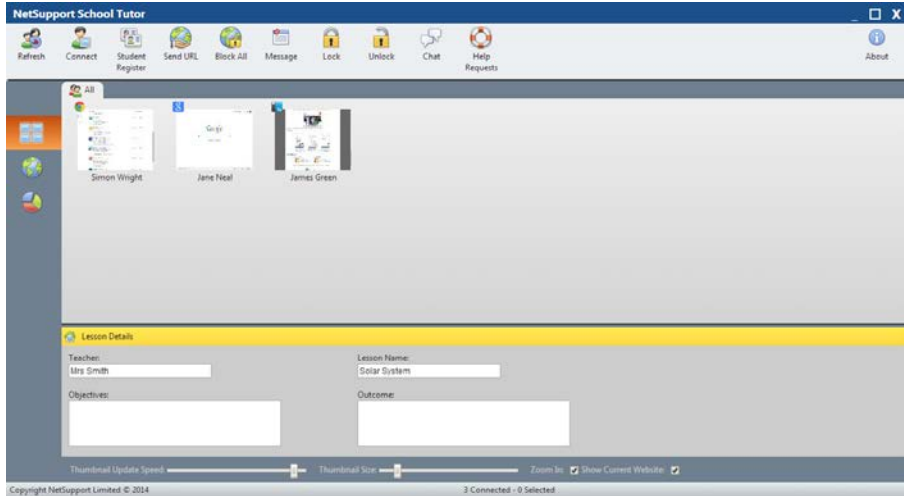 NetSupport School Tutor
Refresh
Connect
Student
Register
Send URL
Block All
Message
Lock
Unlock
Chat
Help
Requests
About
All
Simon Wright
Jane Neal
James Green
Lesson Details
Teacher:
Mrs Smith
Lesson Name:
Solar System
Objectives:
Outcome:
Thumbnail Update Speed
Thumbnail Size
Zoom In:
Show Current Website:
Copyright NetSupport Limited © 2014
3 Connected - 0 Selected